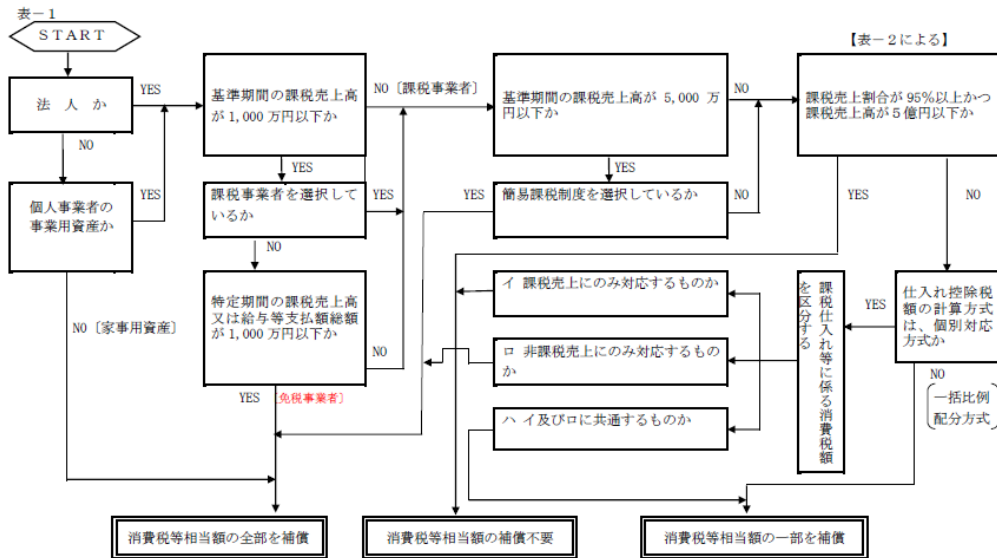 表－1
START
【表－2による】
法　人　か
YES
NO
基準期間の課税売上高
が 1,000 万円以下か
NO〔課税事業者〕
YES
基準期間の課税売上高が 5,000 万
円以下か
NO
YES
課税売上割合が 95％以上かつ
課税売上高が５億円以下か
YES
NO
個人事業者の
事業用資産か
YES
NO〔家事用資産〕
課税事業者を選択して
いるか
YES
NO
簡易課税制度を選択しているか
YES
NO
特定期間の課税売上高
又は給与等支払額総額
が 1,000 万円以下か
NO
YES
［免税事業者］
イ 課税売上にのみ対応するものか
ロ 非課税売上にのみ対応するもの
か
ハ イ及びロに共通するものか
課税仕入れ等に係る消費税額
を区分する
YES
仕入れ控除税
額の計算方式
は、個別対応
方式か
NO
一括比例
配分方式
消費税等相当額の全部を補償
消費税等相当額の補償不要
消費税等相当額の一部を補償